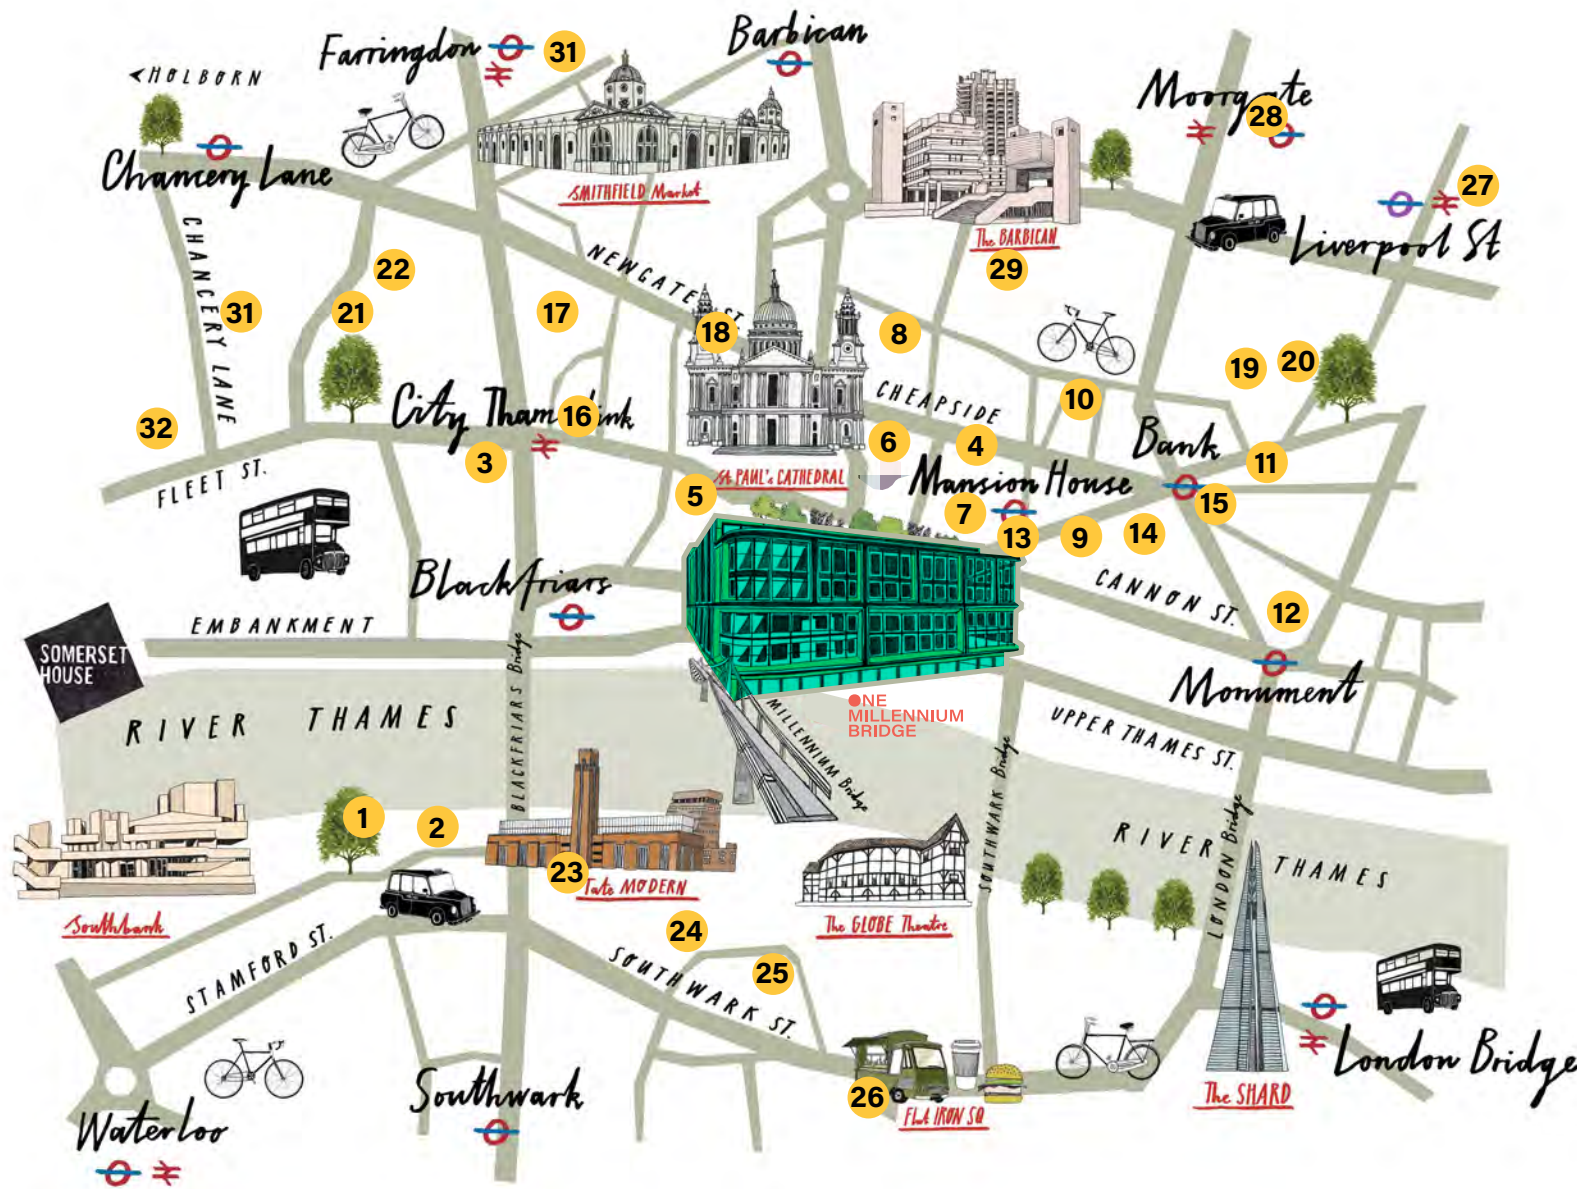 Farringdon
31
Barbican
HOLBORN
Moorgate
28
Chancery Lane
SMITHFIELD Market
27
Liverpool St
The BARBICAN
29
CHANCERY LANE
22
NEWGATE ST.
31
21
17
18
8
19
20
10
CHEAPSIDE
City Thameslink
16
32
3
6
4
Bank
11
FLEET ST.
St PAUL's CATHEDRAL
5
Mansion House
7
13
9
14
15
Blackfriars
CANNON ST.
12
EMBANKMENT
SOMERSET
HOUSE
Monument
RIVER THAMES
BLACKFRIARS Bridge
MILLENNIUM Bridge
ONE
MILLENNIUM
BRIDGE
UPPER THAMES ST.
SOUTHWARK Bridge
LONDON Bridge
1
2
RIVER THAMES
23
Tate MODERN
Southbank
The GLOBE Theatre
24
STAMFORD ST.
SOUTHWARK ST.
25
London Bridge
The SHARD
26
Flat IRON SQ
Southwark
Waterloo